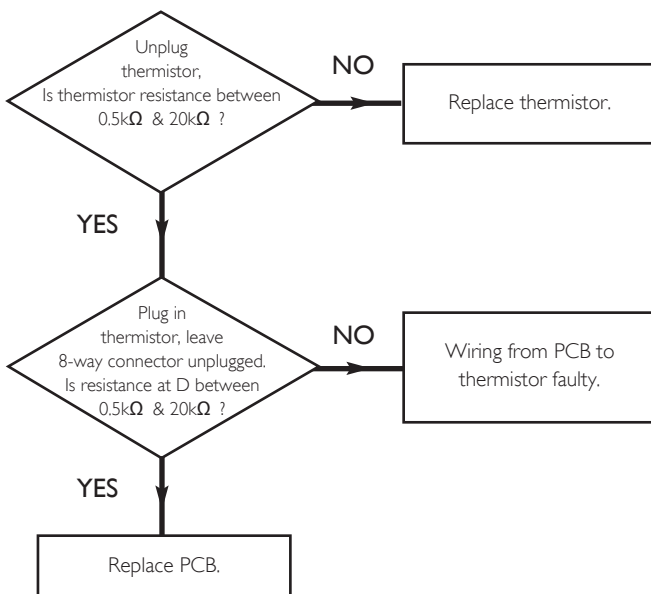 Unplug
thermistor,
Is thermistor resistance between
0.5kΩ & 20kΩ ?
NO
Replace thermistor.
YES
Plug in
thermistor, leave
8-way connector unplugged.
Is resistance at D between
0.5kΩ & 20kΩ ?
NO
Wiring from PCB to
thermistor faulty.
YES
Replace PCB.